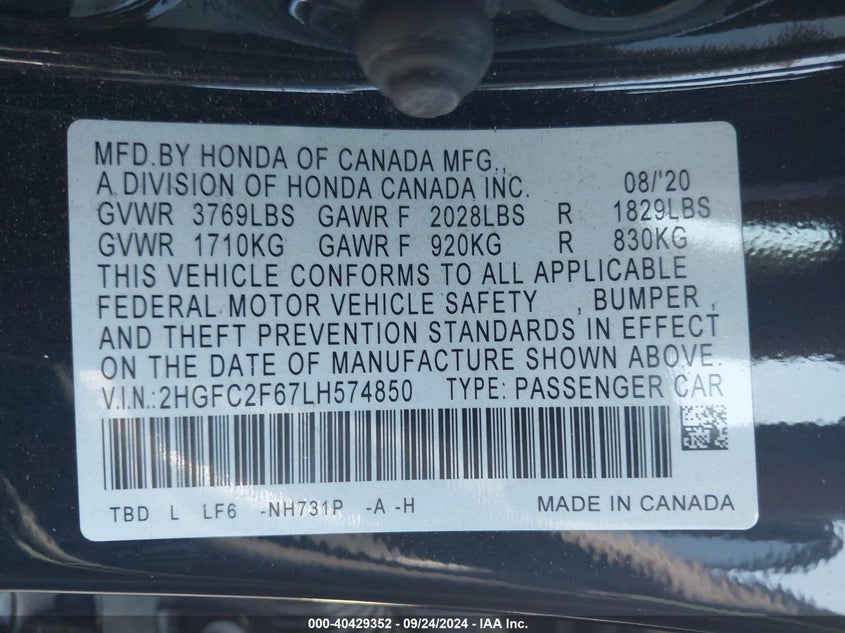 MFD.BY HONDA OF CANADA MFG.,
A DIVISION OF HONDA CANADA INC. 08/'20
GVWR 3769LBS GAWR F 2028LBS R 1829LBS
GVWR 1710KG GAWR F 920KG R 830KG
THIS VEHICLE CONFORMS TO ALL APPLICABLE
FEDERAL MOTOR VEHICLE SAFETY , BUMPER ,
AND THEFT PREVENTION STANDARDS IN EFFECT
ON THE DATE OF MANUFACTURE SHOWN ABOVE.
V.I.N.:2HGFC2F67LH574850 TYPE: PASSENGER CAR
TBD L LF6 -NH731P -A -H MADE IN CANADA
000-40429352 - 09/24/2024 - IAA Inc.